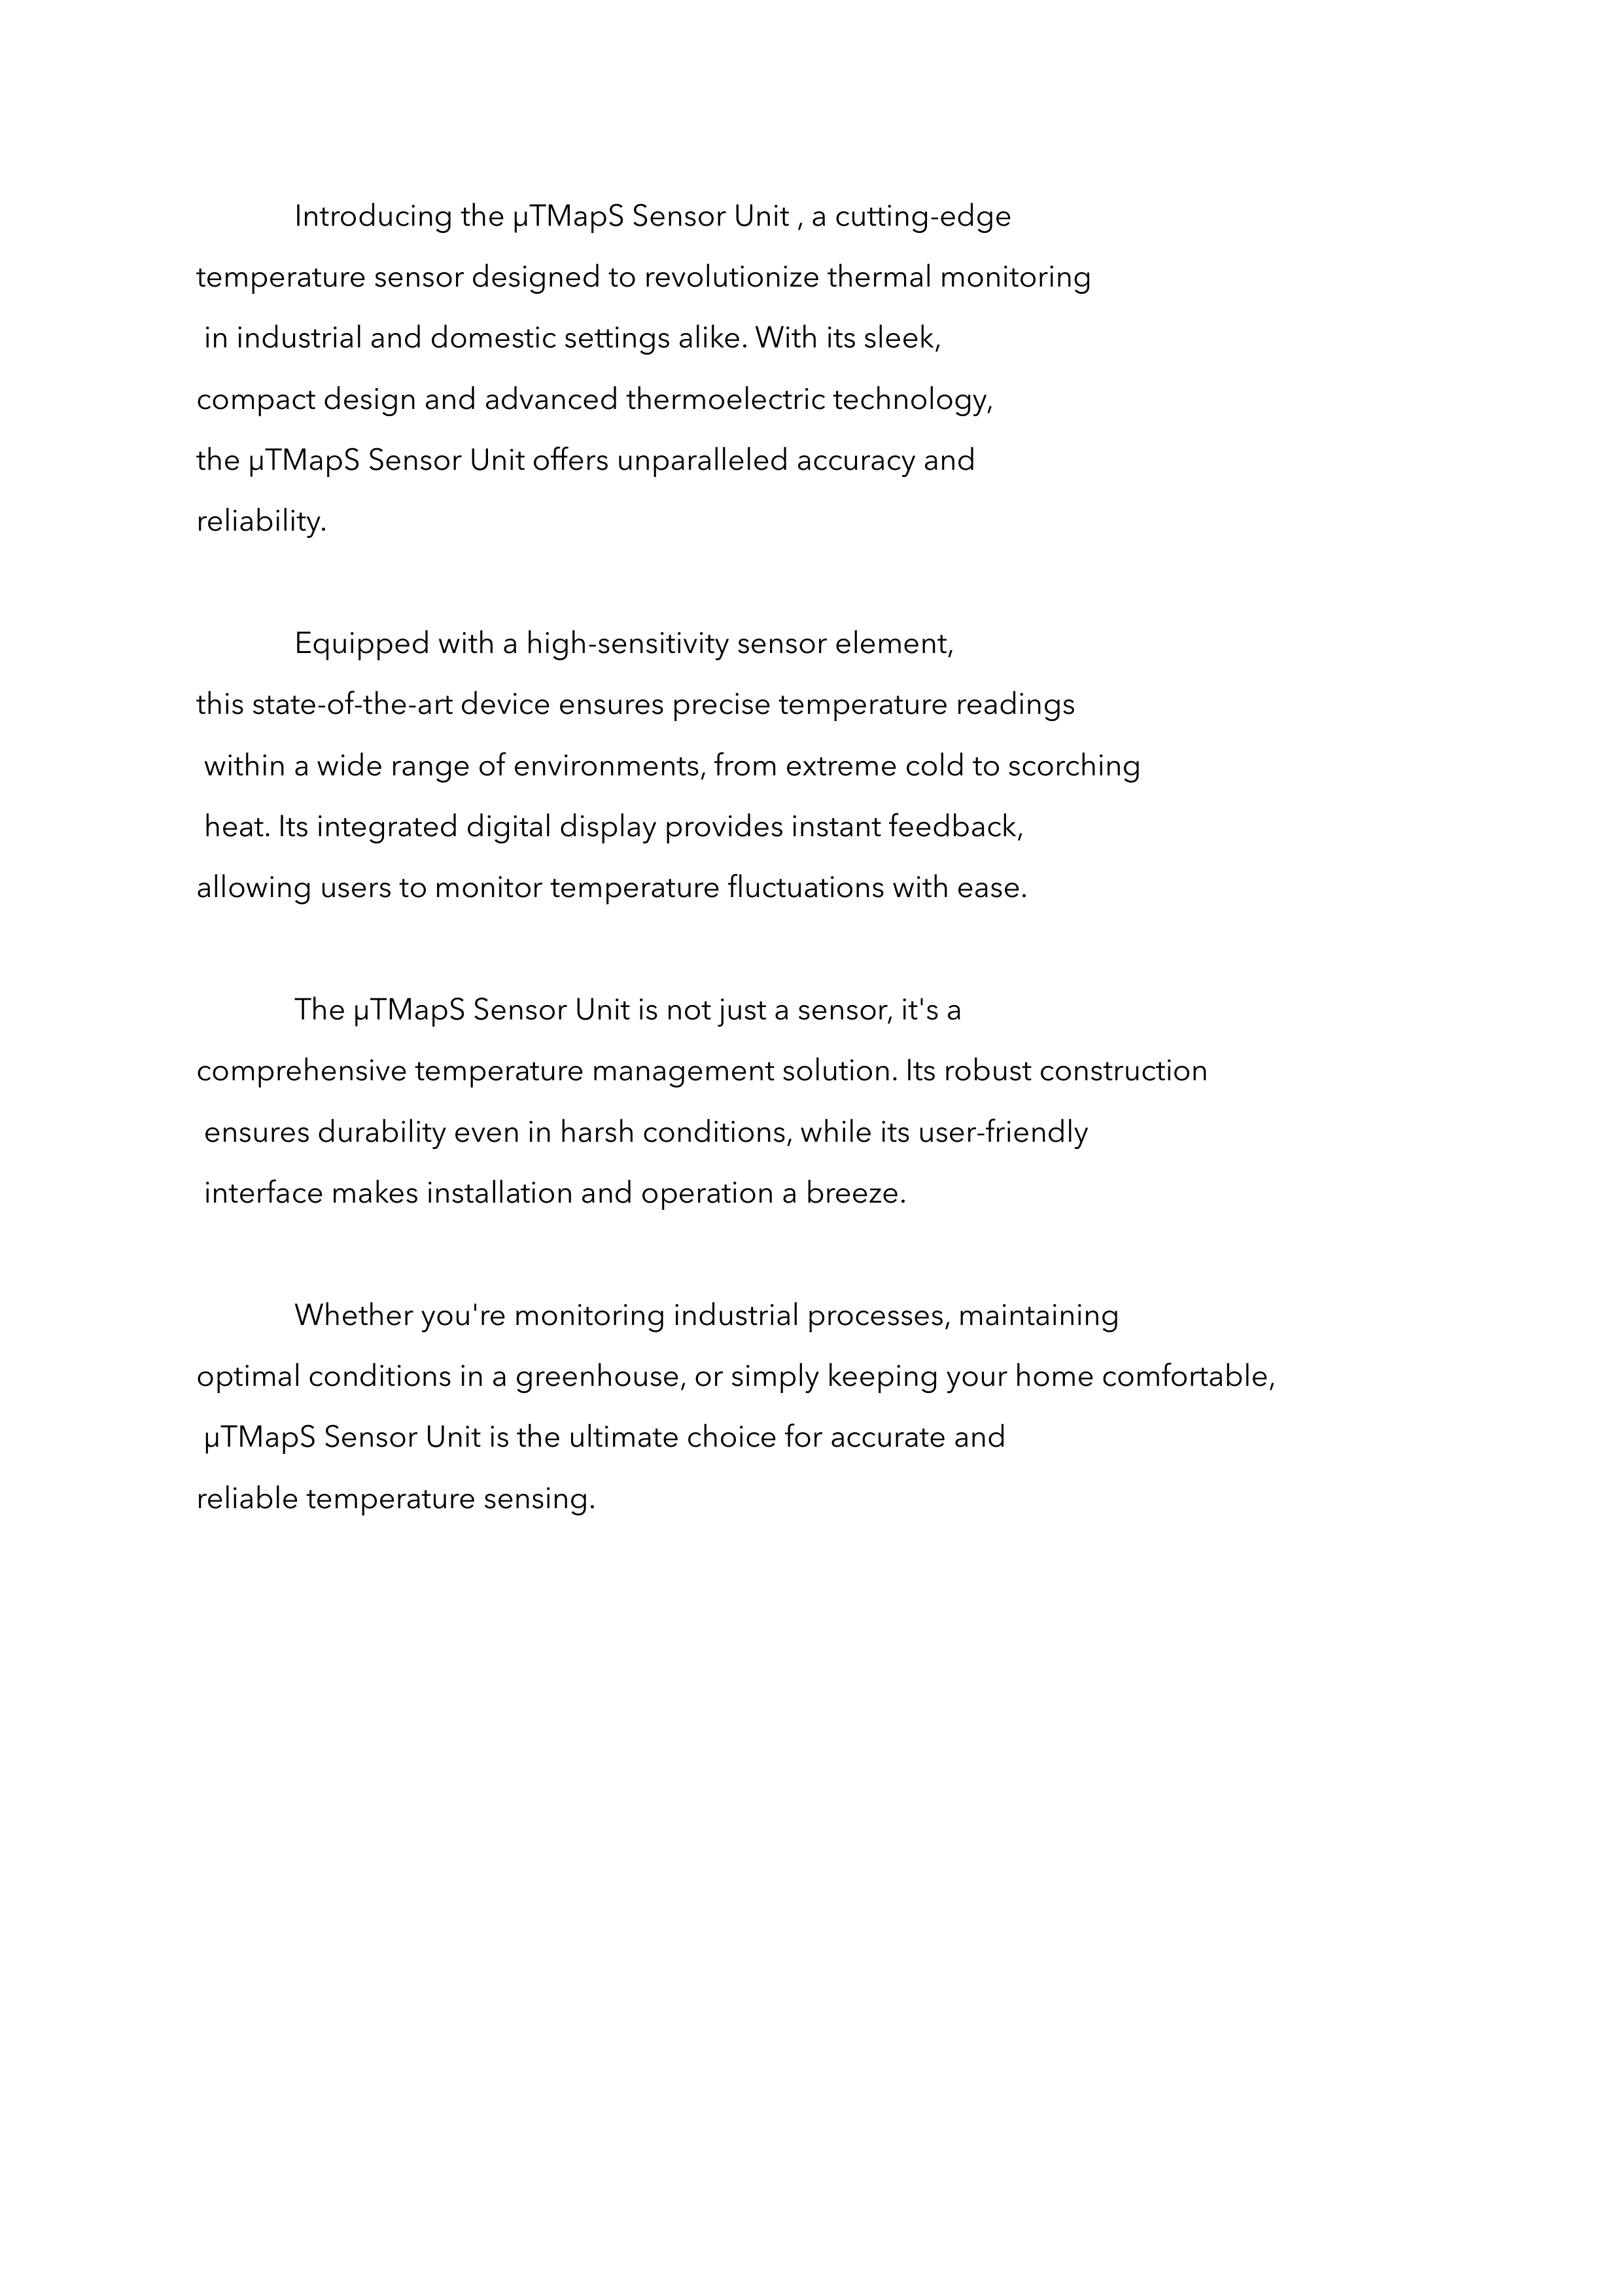 Introducing the µTMapS Sensor Unit , a cutting-edge
temperature sensor designed to revolutionize thermal monitoring
in industrial and domestic settings alike. With its sleek,
compact design and advanced thermoelectric technology,
the µTMapS Sensor Unit offers unparalleled accuracy and
reliability.
Equipped with a high-sensitivity sensor element,
this state-of-the-art device ensures precise temperature readings
within a wide range of environments, from extreme cold to scorching
heat. Its integrated digital display provides instant feedback,
allowing users to monitor temperature fluctuations with ease.
The µTMapS Sensor Unit is not just a sensor, it's a
comprehensive temperature management solution. Its robust construction
ensures durability even in harsh conditions, while its user-friendly
interface makes installation and operation a breeze.
Whether you're monitoring industrial processes, maintaining
optimal conditions in a greenhouse, or simply keeping your home comfortable,
µTMapS Sensor Unit is the ultimate choice for accurate and
reliable temperature sensing.